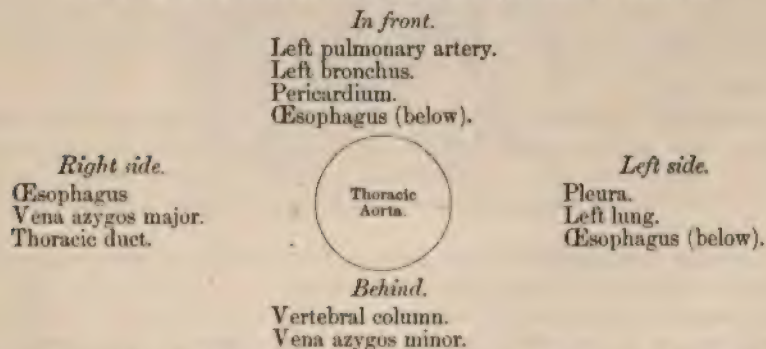 In front.
Left pulmonary artery.
Left bronchus.
Pericardium.
Œsophagus (below).
Right side.
Œsophagus
Vena azygos major.
Thoracic duct.
Thoracic
Aorta.
Left side.
Pleura.
Left lung.
Œsophagus (below).
Behind.
Vertebral column.
Vena azygos minor.